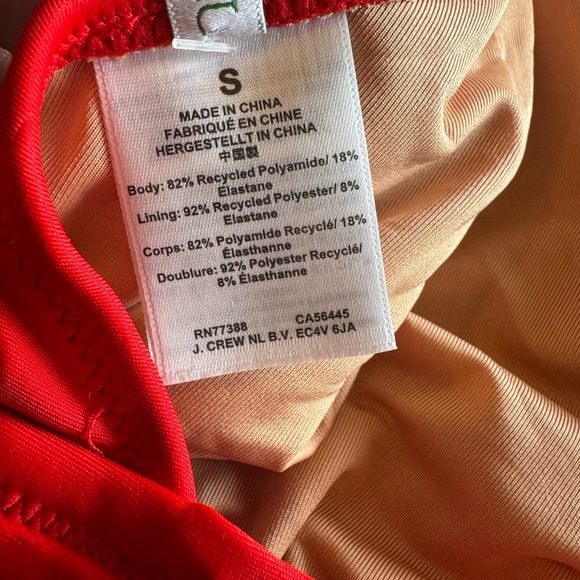 S
MADE IN CHINA
FABRIQUÉ EN CHINE
HERGESTELLT IN CHINA
中国製
Body: 82% Recycled Polyamide/ 18%
Elastane
Lining: 92% Recycled Polyester/ 8%
Elastane
Corps: 82% Polyamide Recyclé/ 18%
Élasthanne
Doublure: 92% Polyester Recyclé/
8% Élasthanne
RN77388 CA56445
J. CREW NL B.V. EC4V 6JA